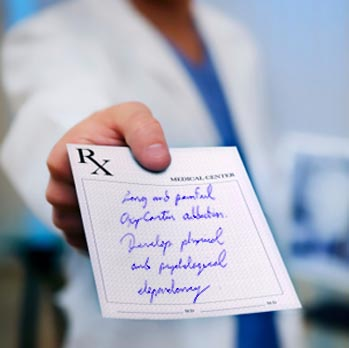 Rx
MEDICAL CENTER
Long and painful
OxyContin addiction.
Develop physical
and psychological
dependency
M.D.
M.D.